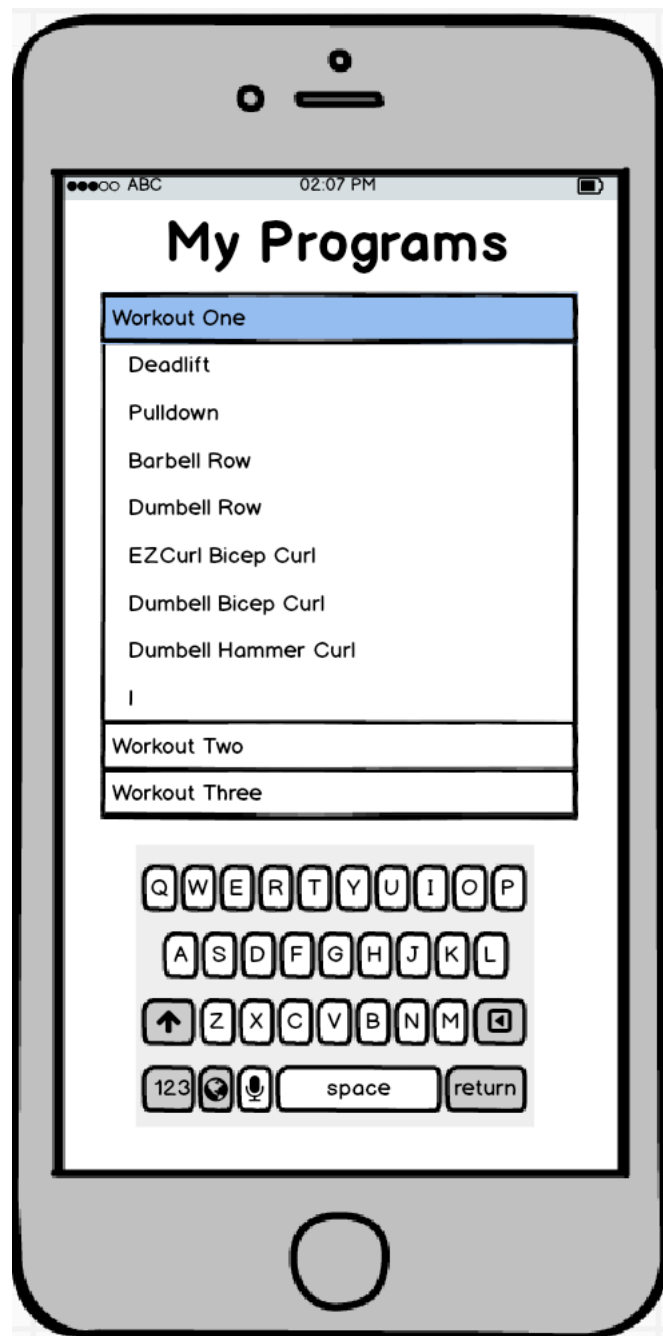 ABC 02:07 PM
My Programs
Workout One
Deadlift
Pulldown
Barbell Row
Dumbell Row
EZCurl Bicep Curl
Dumbell Bicep Curl
Dumbell Hammer Curl
|
Workout Two
Workout Three
Q W E R T Y U I O P
A S D F G H J K L
Z X C V B N M
123 space return